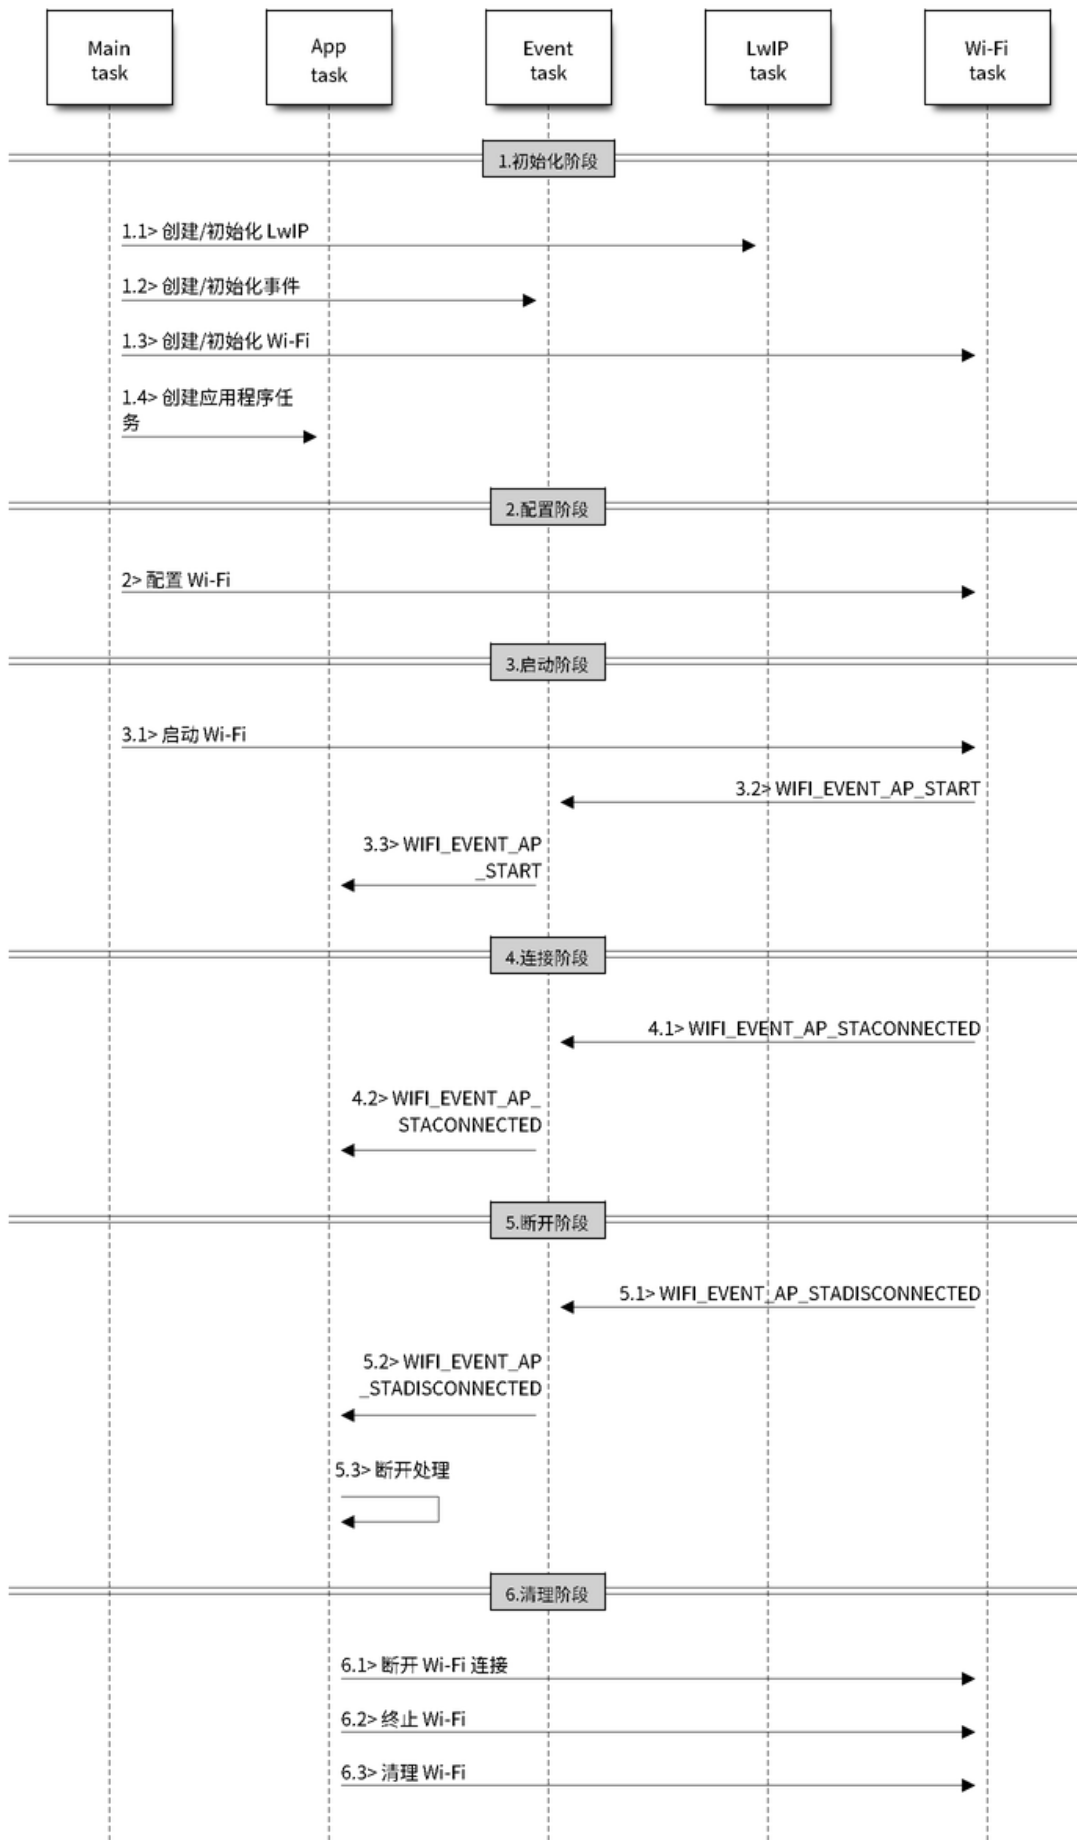 Main
task
App
task
Event
task
LwIP
task
Wi-Fi
task
1.初始化阶段
1.1> 创建/初始化 LwIP
1.2> 创建/初始化事件
1.3> 创建/初始化 Wi-Fi
1.4> 创建应用程序任
务
2.配置阶段
2> 配置 Wi-Fi
3.启动阶段
3.1> 启动 Wi-Fi
3.2> WIFI_EVENT_AP_START
3.3> WIFI_EVENT_AP
_START
4.连接阶段
4.1> WIFI_EVENT_AP_STACONNECTED
4.2> WIFI_EVENT_AP_
STACONNECTED
5.断开阶段
5.1> WIFI_EVENT_AP_STADISCONNECTED
5.2> WIFI_EVENT_AP
_STADISCONNECTED
5.3> 断开处理
6.清理阶段
6.1> 断开 Wi-Fi 连接
6.2> 终止 Wi-Fi
6.3> 清理 Wi-Fi